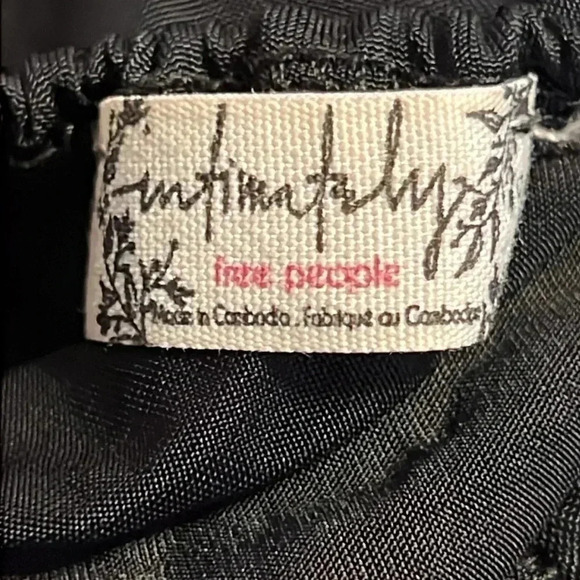 intimately
free people
Made in Cambodia . Fabriqué au Cambodge